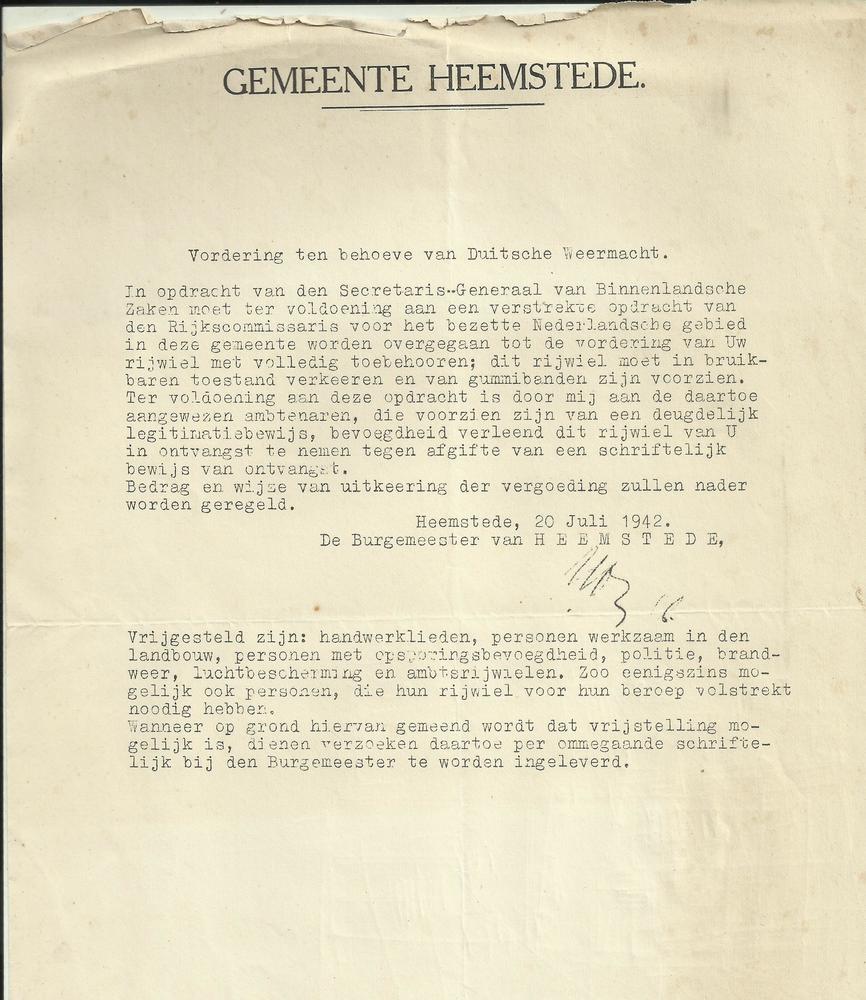 GEMEENTE HEEMSTEDE.
Vordering ten behoeve van Duitsche Weermacht.
In opdracht van den Secretaris-Generaal van Binnenlandsche
Zaken moet ter voldoening aan een verstrekte opdracht van
den Rijkscommissaris voor het bezette Nederlandsche gebied
in deze gemeente worden overgegaan tot de vordering van Uw
rijwiel met volledig toebehooren; dit rijwiel moet in bruik-
baren toestand verkeeren en van gummibanden zijn voorzien.
Ter voldoening aan deze opdracht is door mij aan de daartoe
aangewezen ambtenaren, die voorzien zijn van een deugdelijk
legitimatiebewijs, bevoegdheid verleend dit rijwiel van U
in ontvangst te nemen tegen afgifte van een schriftelijk
bewijs van ontvangst.
Bedrag en wijze van uitkeering der vergoeding zullen nader
worden geregeld.
Heemstede, 20 Juli 1942.
De Burgemeester van H E E M S T E D E,
Vrijgesteld zijn: handwerklieden, personen werkzaam in den
landbouw, personen met opsporingsbevoegdheid, politie, brand-
weer, luchtbescherming en ambtsrijwielen. Zoo eenigszins mo-
gelijk ook personen, die hun rijwiel voor hun beroep volstrekt
noodig hebben.
Wanneer op grond hiervan gemeend wordt dat vrijstelling mo-
gelijk is, dienen verzoeken daartoe per ommegaande schrifte-
lijk bij den Burgemeester te worden ingeleverd.